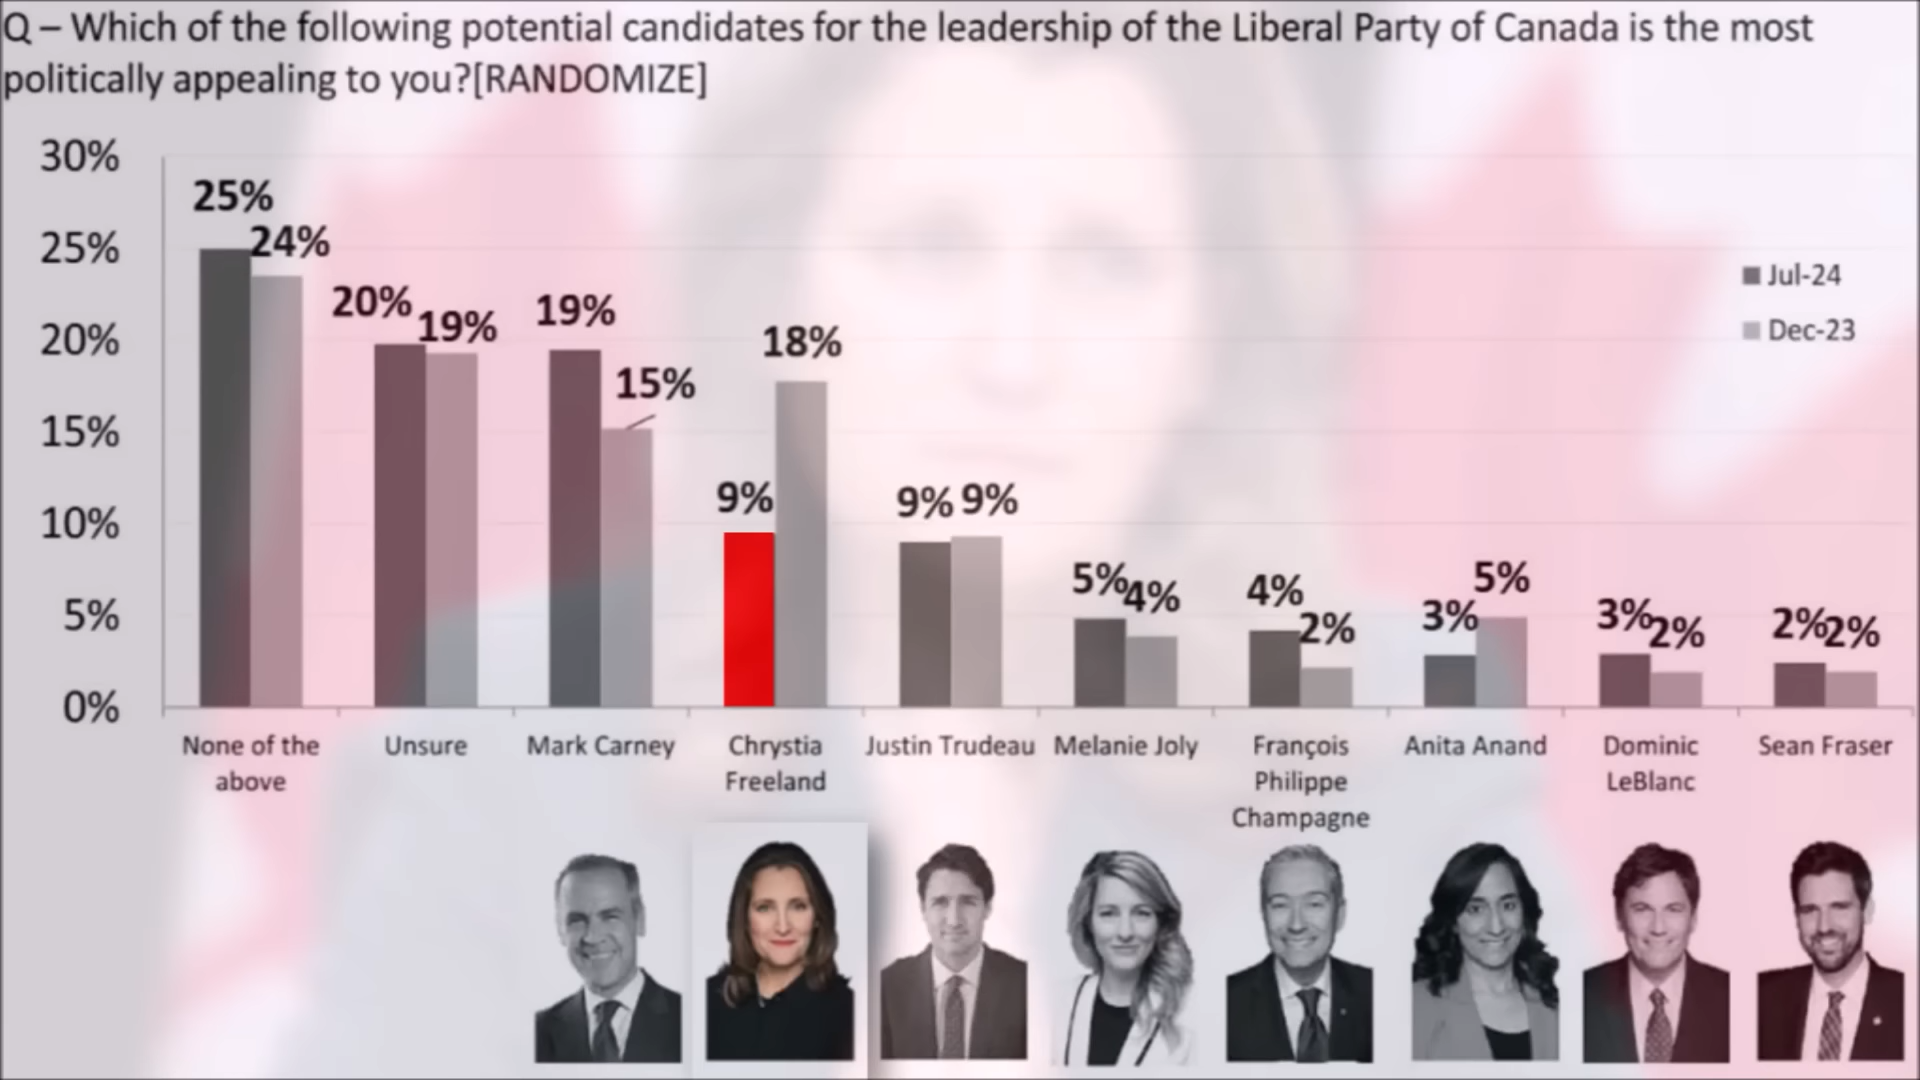 Q – Which of the following potential candidates for the leadership of the Liberal Party of Canada is the most
politically appealing to you?[RANDOMIZE]
30%
25%
20%
15%
10%
5%
0%
25%
24%
20%
19%
19%
15%
9%
18%
9%
9%
5%
4%
4%
2%
3%
5%
3%
2%
2%
2%
Jul-24
Dec-23
None of the
above
Unsure
Mark Carney
Chrystia
Freeland
Justin Trudeau
Melanie Joly
François
Philippe
Champagne
Anita Anand
Dominic
LeBlanc
Sean Fraser